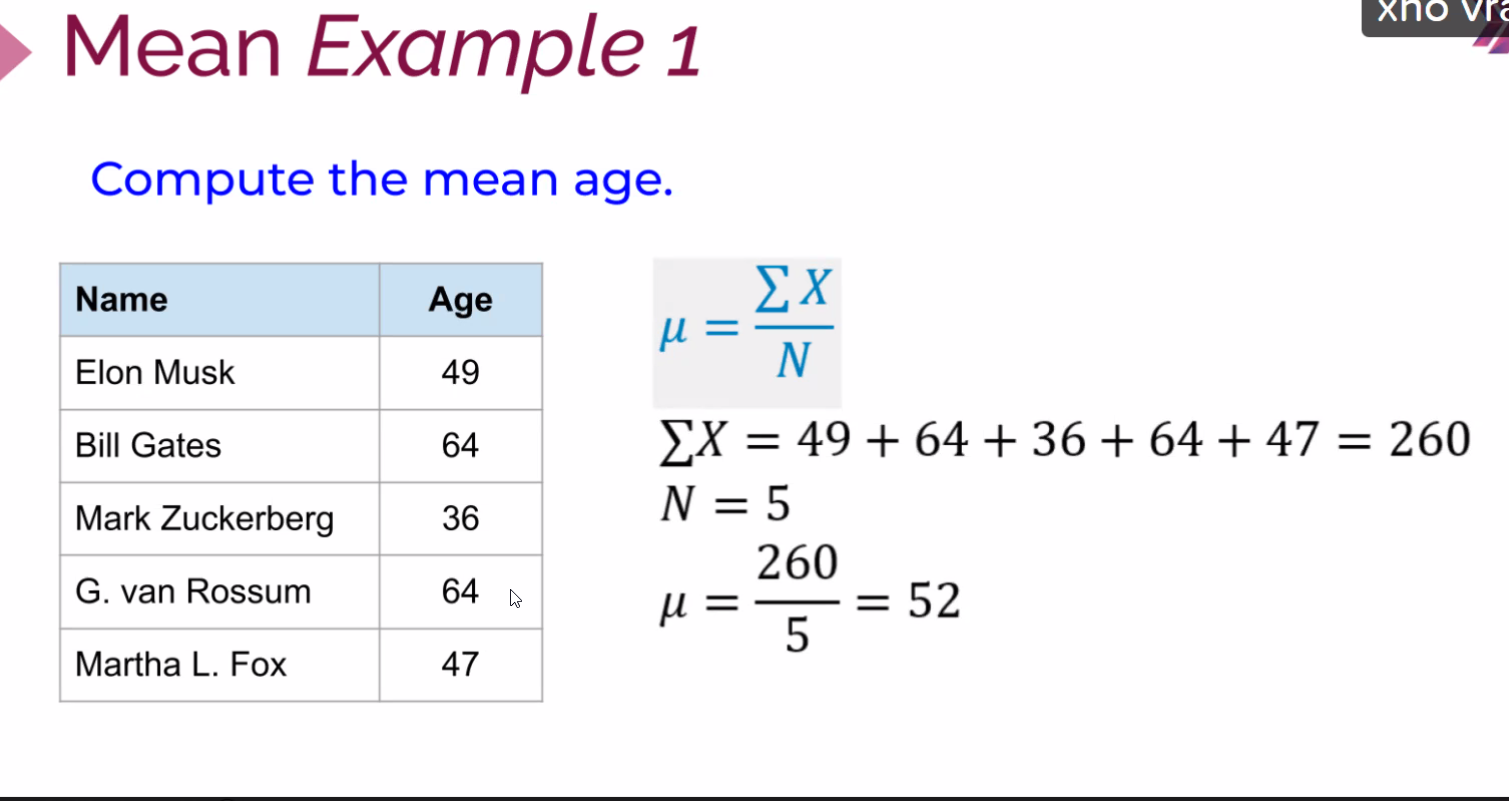 Mean Example 1
Compute the mean age.
Name Age
Elon Musk 49
Bill Gates 64
Mark Zuckerberg 36
G. van Rossum 64
Martha L. Fox 47
μ = ∑X / N
∑X = 49 + 64 + 36 + 64 + 47 = 260
N = 5
μ = 260 / 5 = 52